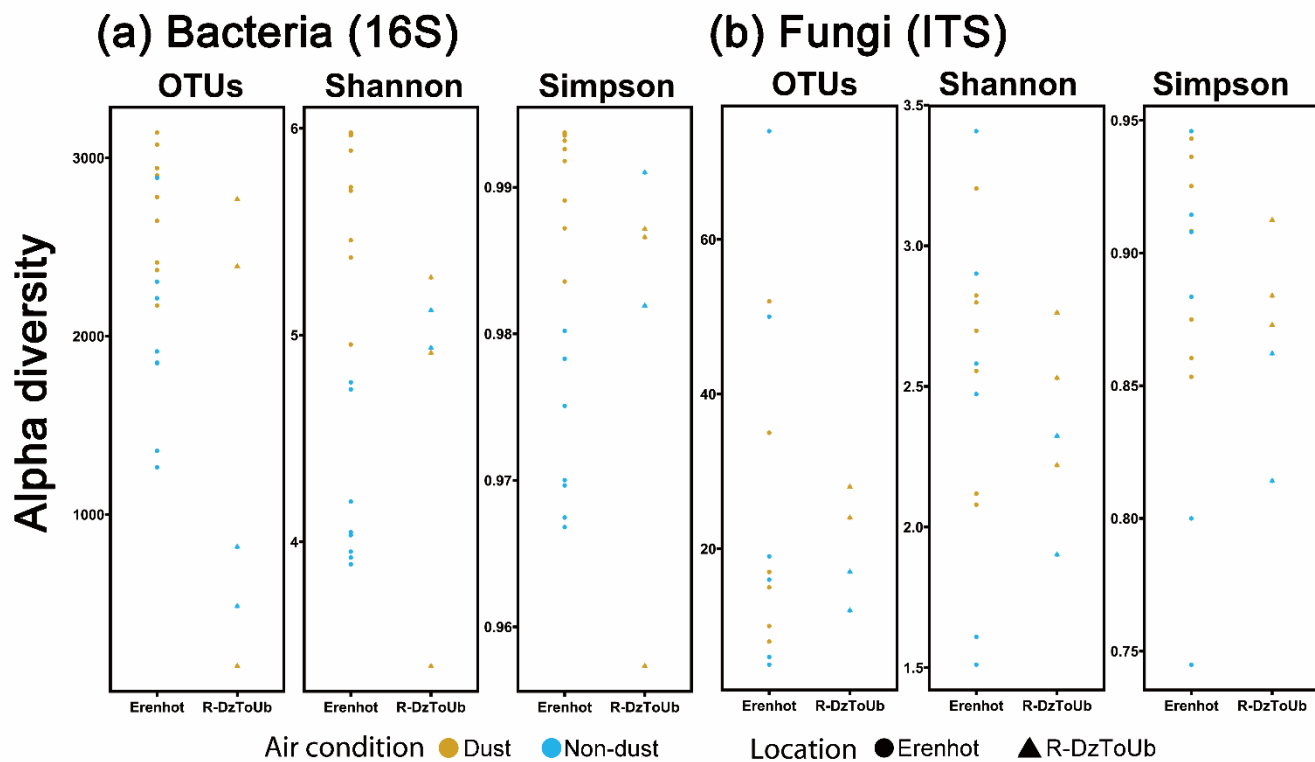 (a) Bacteria (16S)
(b) Fungi (ITS)
OTUs
Shannon
Simpson
OTUs
Shannon
Simpson
Alpha diversity
3000
2000
1000
6
5
4
0.99
0.98
0.97
0.96
60
40
20
3.5
3.0
2.5
2.0
1.5
0.95
0.90
0.85
0.80
0.75
Erenhot R-DzToUb
Erenhot R-DzToUb
Erenhot R-DzToUb
Erenhot R-DzToUb
Erenhot R-DzToUb
Erenhot R-DzToUb
Air condition Dust Non-dust Location Erenhot R-DzToUb